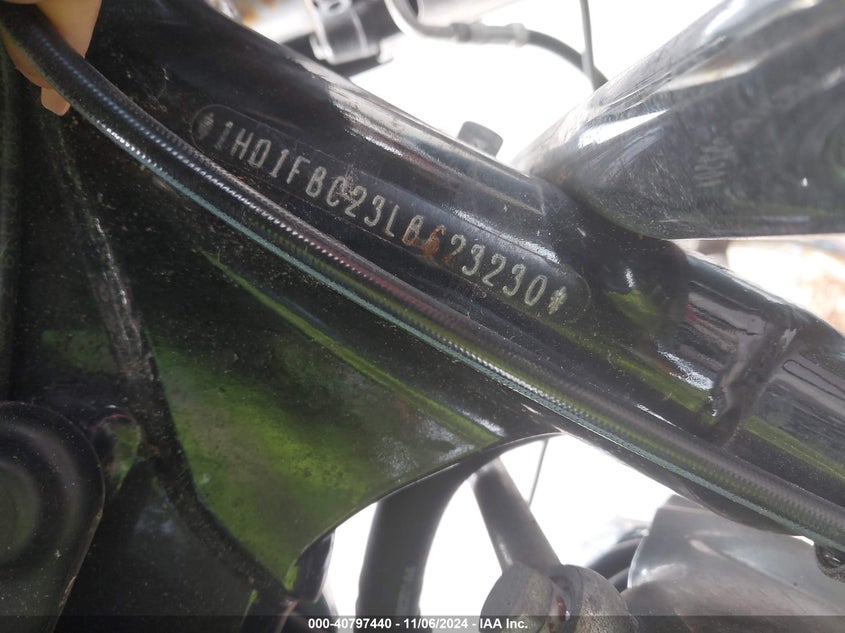 *1HD1FBC23LB623230*
000-40797440 - 11/06/2024 - IAA Inc.